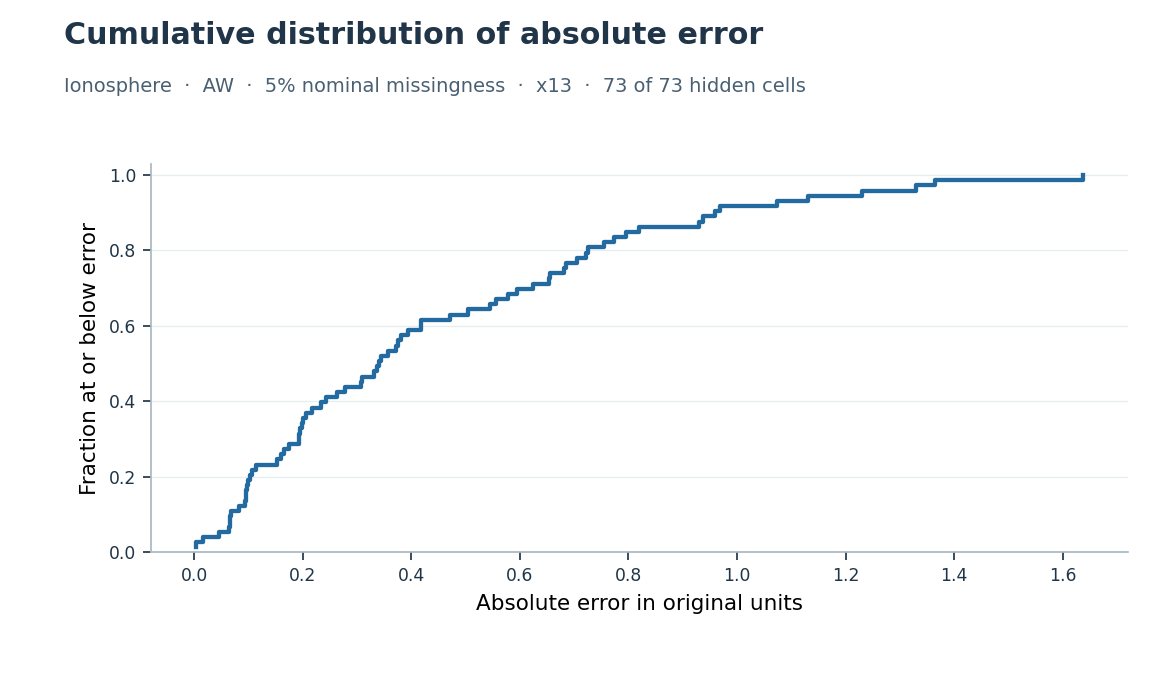 Cumulative distribution of absolute error
Ionosphere · AW · 5% nominal missingness · x13 · 73 of 73 hidden cells
Fraction at or below error
1.0
0.8
0.6
0.4
0.2
0.0
0.0 0.2 0.4 0.6 0.8 1.0 1.2 1.4 1.6
Absolute error in original units